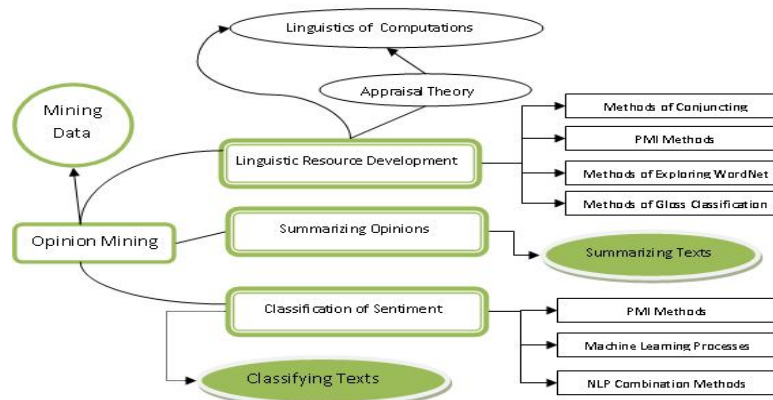 Linguistics of Computations
Appraisal Theory
Mining
Data
Methods of Conjuncting
PMI Methods
Linguistic Resource Development
Methods of Exploring WordNet
Methods of Gloss Classification
Opinion Mining
Summarizing Opinions
Summarizing Texts
Classification of Sentiment
PMI Methods
Machine Learning Processes
Classifying Texts
NLP Combination Methods